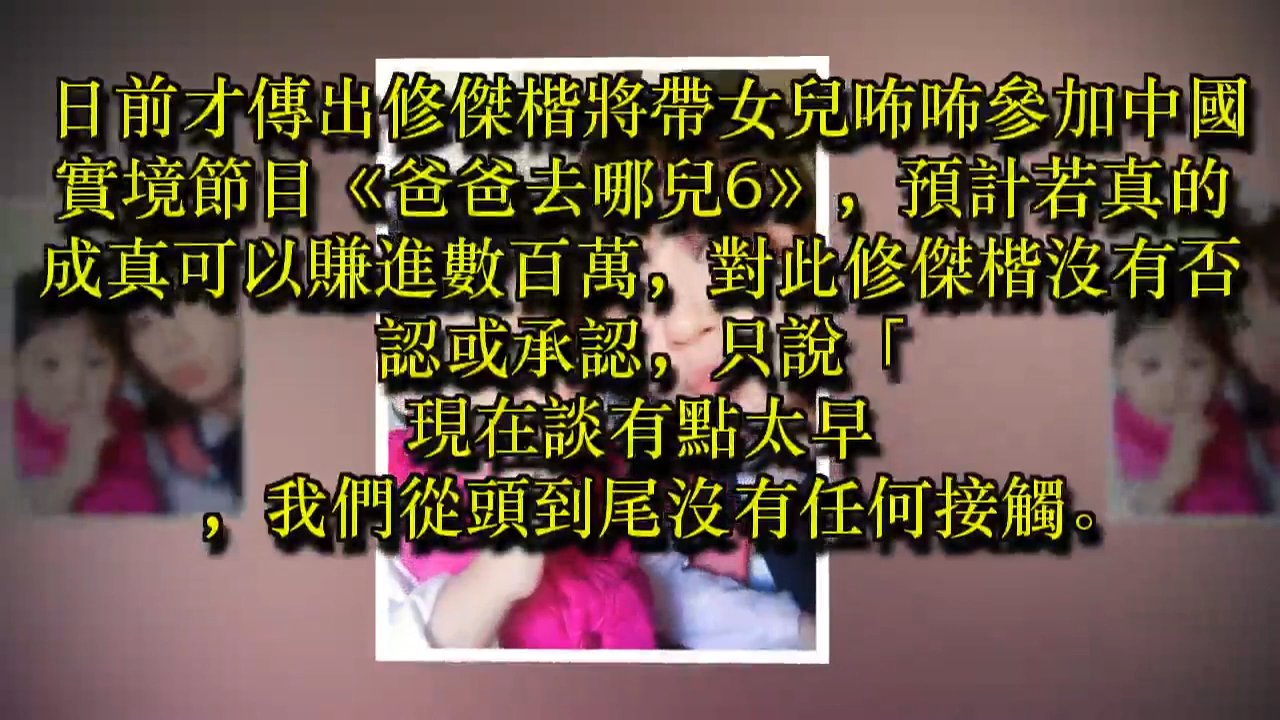 日前才傳出修傑楷將帶女兒咘咘參加中國
實境節目《爸爸去哪兒6》，預計若真的
成真可以賺進數百萬，對此修傑楷沒有否
認或承認，只說「
現在談有點太早
，我們從頭到尾沒有任何接觸。